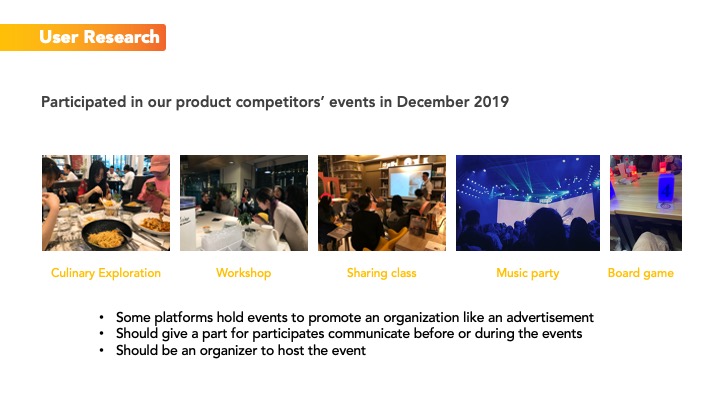 User Research
Participated in our product competitors' events in December 2019
Culinary Exploration
Workshop
Sharing class
Music party
Board game
• Some platforms hold events to promote an organization like an advertisement
• Should give a part for participates communicate before or during the events
• Should be an organizer to host the event